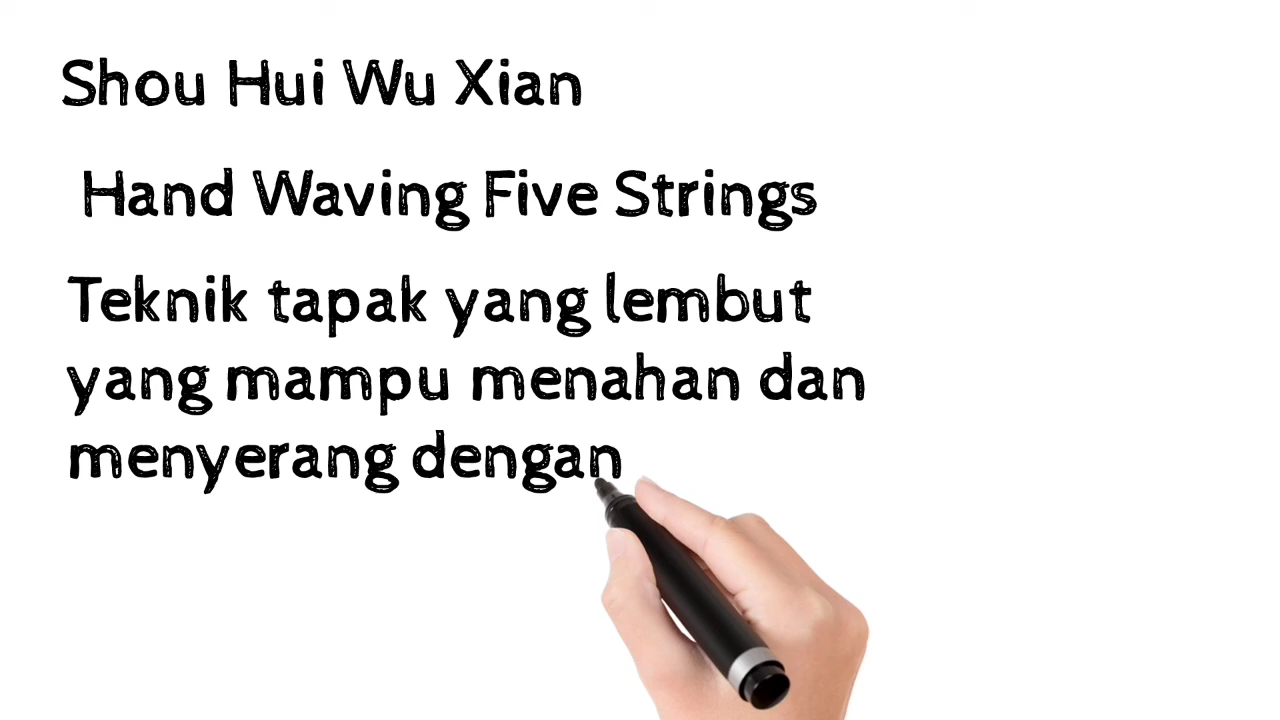 Shou Hui Wu Xian
Hand Waving Five Strings
Teknik tapak yang lembut
yang mampu menahan dan
menyerang dengan